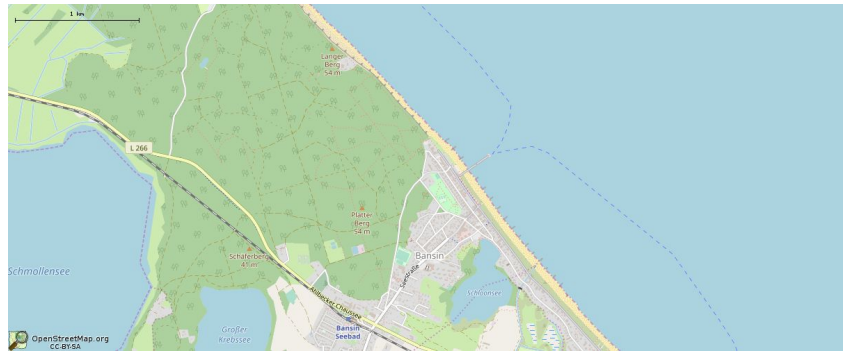 1 km
Langer
Berg
54 m
L 266
Platter
Berg
54 m
Bansin
Schäferberg
41 m
Seestraße
Schmollensee
Schloonsee
Ahlbecker Chaussee
Großer
Krebssee
Bansin
Seebad
OpenStreetMap.org
CC-BY-SA